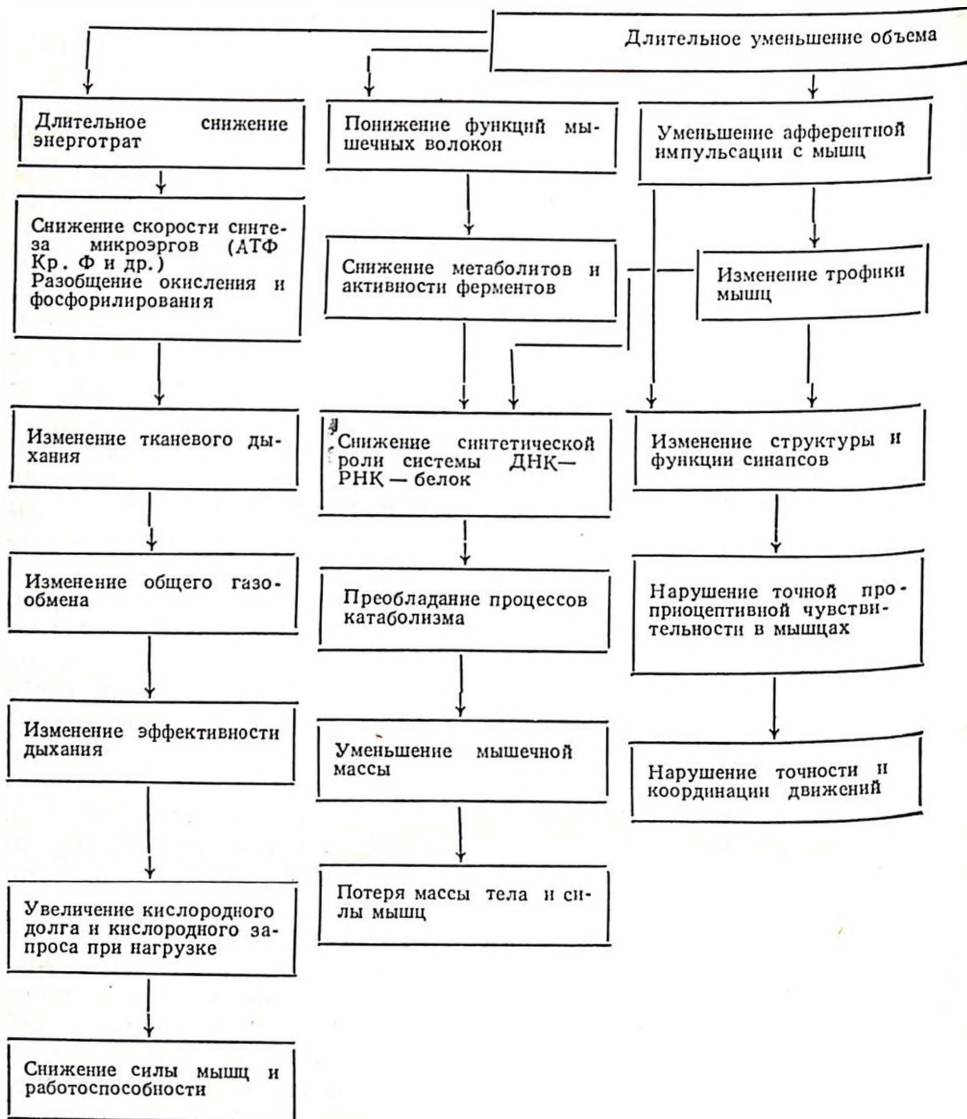 Длительное уменьшение объема
Длительное снижение
энерготрат
Снижение скорости синте-
за микроэргов (АТФ
Кр. Ф и др.)
Разобщение окисления и
фосфорилирования
Изменение тканевого ды-
хания
Изменение общего газо-
обмена
Изменение эффективности
дыхания
Увеличение кислородного
долга и кислородного за-
проса при нагрузке
Снижение силы мышц и
работоспособности
Понижение функций мы-
шечных волокон
Снижение метаболитов и
активности ферментов
Снижение синтетической
роли системы ДНК—
РНК — белок
Преобладание процессов
катаболизма
Уменьшение мышечной
массы
Потеря массы тела и си-
лы мышц
Уменьшение афферентной
импульсации с мышц
Изменение трофики
мышц
Изменение структуры и
функции синапсов
Нарушение точной про-
приоцептивной чувстви-
тельности в мышцах
Нарушение точности и
координации движений